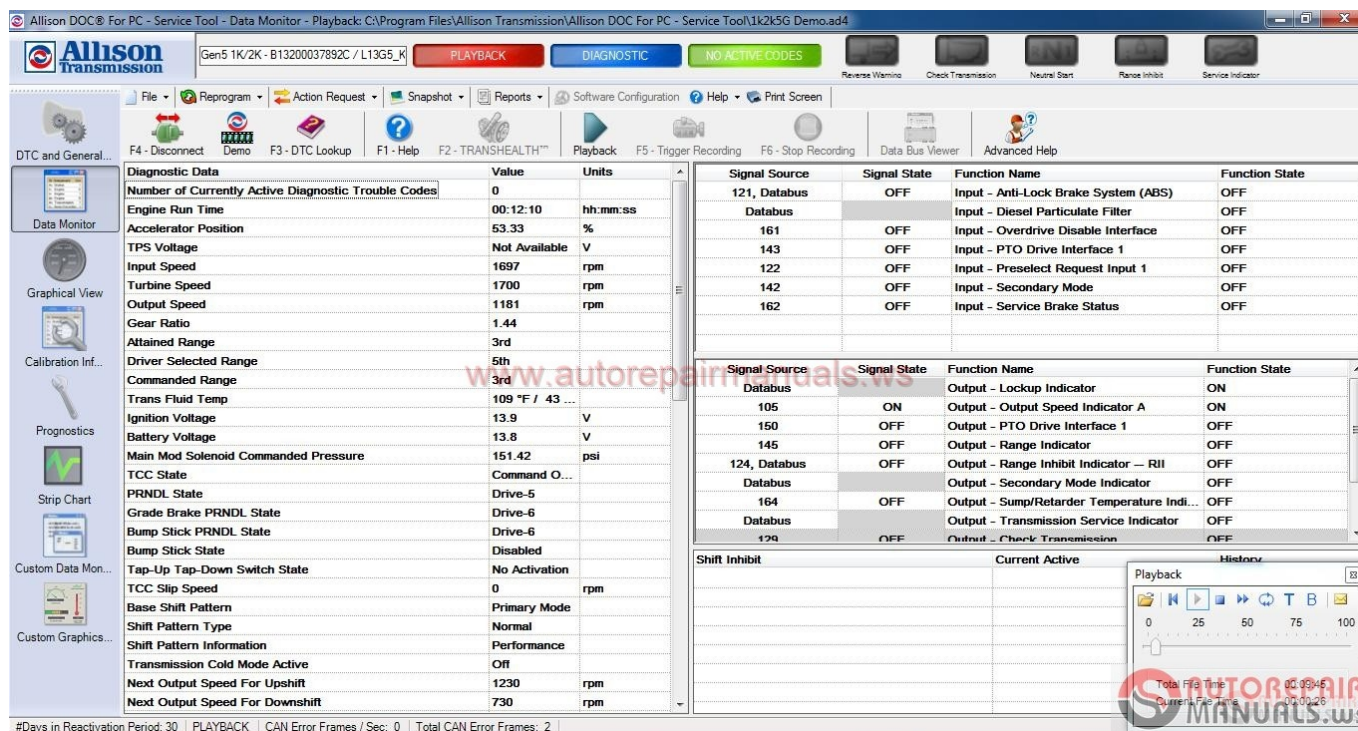 Allison DOC® For PC - Service Tool - Data Monitor - Playback: C:\Program Files\Allison Transmission\Allison DOC For PC - Service Tool\1k2k5G Demo.ad4
Allison
Transmission
Gen5 1K/2K - B13200037892C / L13G5_K
PLAYBACK
DIAGNOSTIC
NO ACTIVE CODES
Reverse Warning
Check Transmission
Neutral Start
Range Inhibit
Service Indicator
File Reprogram Action Request Snapshot Reports Software Configuration Help Print Screen
F4 - Disconnect Demo F3 - DTC Lookup F1 - Help F2 - TRANSHEALTH™ Playback F5 - Trigger Recording F6 - Stop Recording Data Bus Viewer Advanced Help
DTC and General...
Data Monitor
Graphical View
Calibration Inf...
Prognostics
Strip Chart
Custom Data Mon...
Custom Graphics...
Diagnostic Data Value Units
Number of Currently Active Diagnostic Trouble Codes 0
Engine Run Time 00:12:10 hh:mm:ss
Accelerator Position 53.33 %
TPS Voltage Not Available V
Input Speed 1697 rpm
Turbine Speed 1700 rpm
Output Speed 1181 rpm
Gear Ratio 1.44
Attained Range 3rd
Driver Selected Range 5th
Commanded Range 3rd
Trans Fluid Temp 109 °F / 43 ...
Ignition Voltage 13.9 V
Battery Voltage 13.8 V
Main Mod Solenoid Commanded Pressure 151.42 psi
TCC State Command O...
PRNDL State Drive-5
Grade Brake PRNDL State Drive-6
Bump Stick PRNDL State Drive-6
Bump Stick State Disabled
Tap-Up Tap-Down Switch State No Activation
TCC Slip Speed 0 rpm
Base Shift Pattern Primary Mode
Shift Pattern Type Normal
Shift Pattern Information Performance
Transmission Cold Mode Active Off
Next Output Speed For Upshift 1230 rpm
Next Output Speed For Downshift 730 rpm
Signal Source Signal State Function Name Function State
121, Databus OFF Input - Anti-Lock Brake System (ABS) OFF
Databus Input - Diesel Particulate Filter OFF
161 OFF Input - Overdrive Disable Interface OFF
143 OFF Input - PTO Drive Interface 1 OFF
122 OFF Input - Preselect Request Input 1 OFF
142 OFF Input - Secondary Mode OFF
162 OFF Input - Service Brake Status OFF
Signal Source Signal State Function Name Function State
Databus Output - Lockup Indicator ON
105 ON Output - Output Speed Indicator A ON
150 OFF Output - PTO Drive Interface 1 OFF
145 OFF Output - Range Indicator OFF
124, Databus OFF Output - Range Inhibit Indicator — RII OFF
Databus Output - Secondary Mode Indicator OFF
164 OFF Output - Sump/Retarder Temperature Indi... OFF
Databus Output - Transmission Service Indicator OFF
129 OFF Output - Check Transmission OFF
Shift Inhibit Current Active History
Playback
T B
0 25 50 75 100
Total File Time 00:09:45
Current File Time 00:00:26
www.autorepairmanuals.ws
AUTOREPAIR
MANUALS.WS
#Days in Reactivation Period: 30 PLAYBACK CAN Error Frames / Sec: 0 Total CAN Error Frames: 2